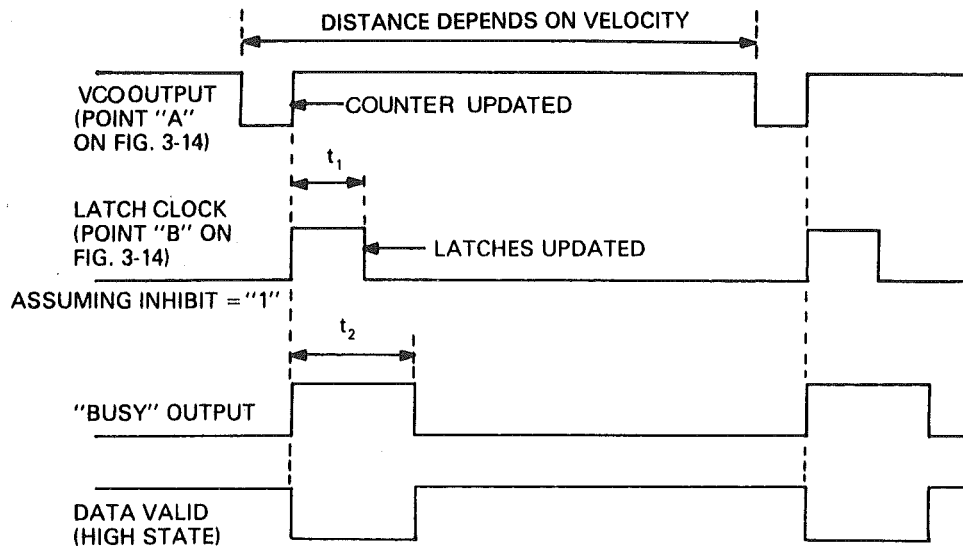 DISTANCE DEPENDS ON VELOCITY
VCO OUTPUT
(POINT "A"
ON FIG. 3-14)
COUNTER UPDATED
t1
LATCH CLOCK
(POINT "B" ON
FIG. 3-14)
LATCHES UPDATED
ASSUMING INHIBIT = "1"
t2
"BUSY" OUTPUT
DATA VALID
(HIGH STATE)